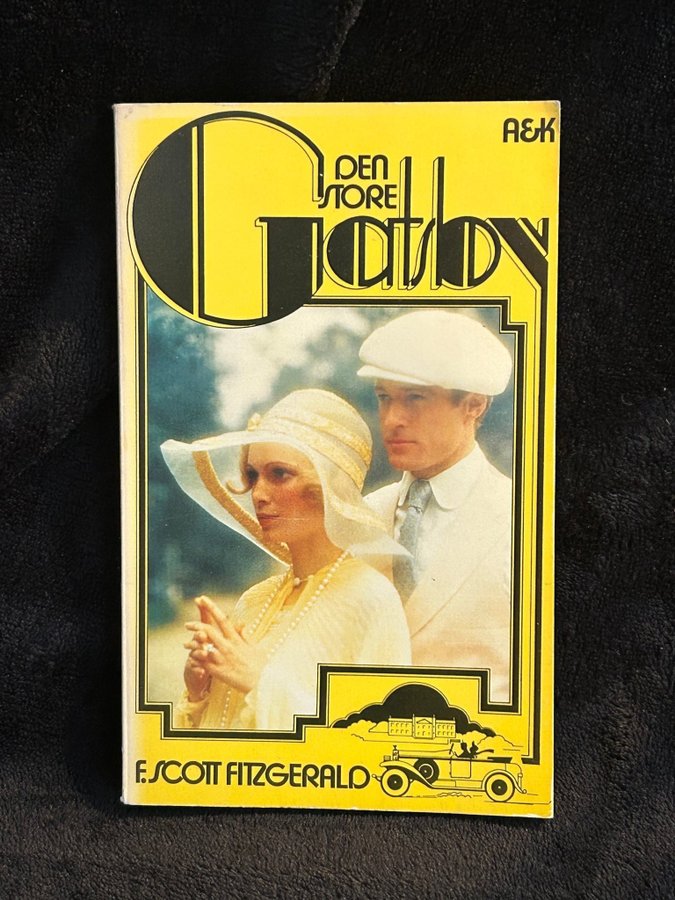 A&K
DEN
STORE
Gatsby
F. SCOTT FITZGERALD